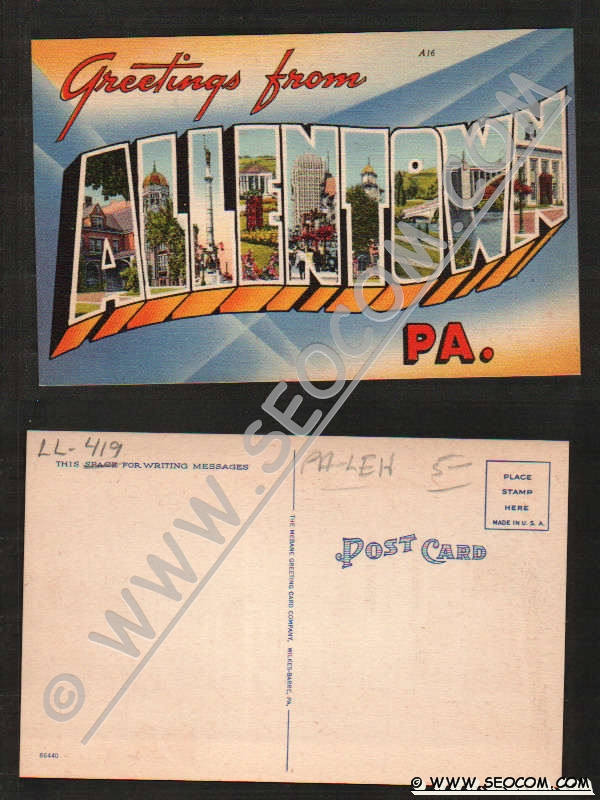 Greetings from
A16
ALLENTOWN
PA.
LL-419
THIS SPACE FOR WRITING MESSAGES
PA-LEH 5-
PLACE
STAMP
HERE
MADE IN U. S. A.
POST CARD
THE MEBANE GREETING CARD COMPANY, WILKES-BARRE, PA.
66440
© WWW.SEOCOM.COM
© WWW.SEOCOM.COM